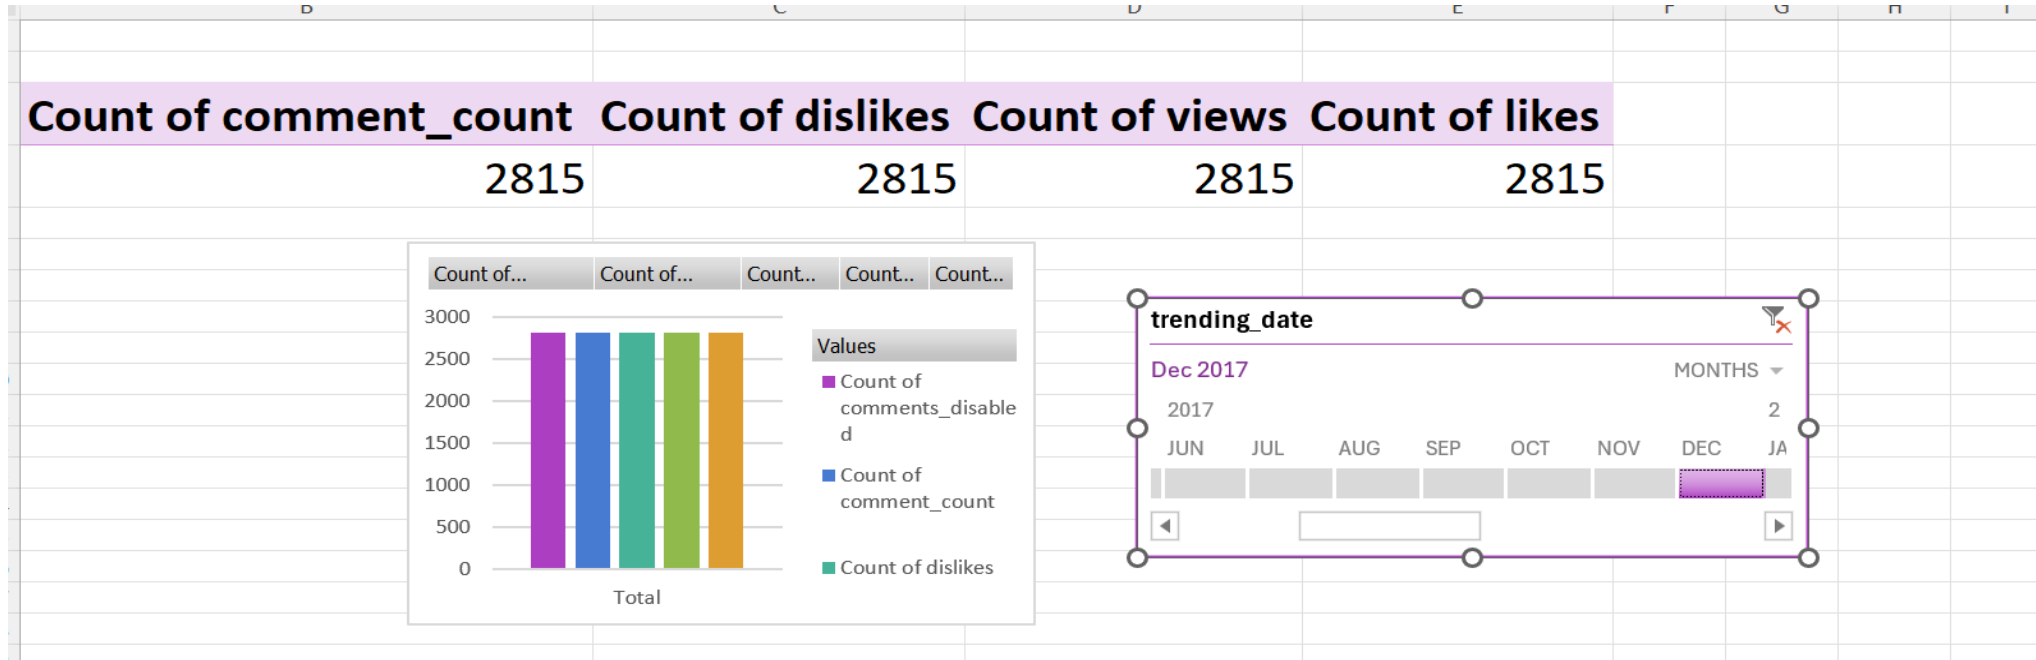 B C D E F G H I
Count of comment_count Count of dislikes Count of views Count of likes
2815 2815 2815 2815
Count of... Count of... Count... Count... Count...
3000
2500
2000
1500
1000
500
0
Total
Values
Count of
comments_disable
d
Count of
comment_count
Count of dislikes
trending_date
Dec 2017 MONTHS
2017 2
JUN JUL AUG SEP OCT NOV DEC JA